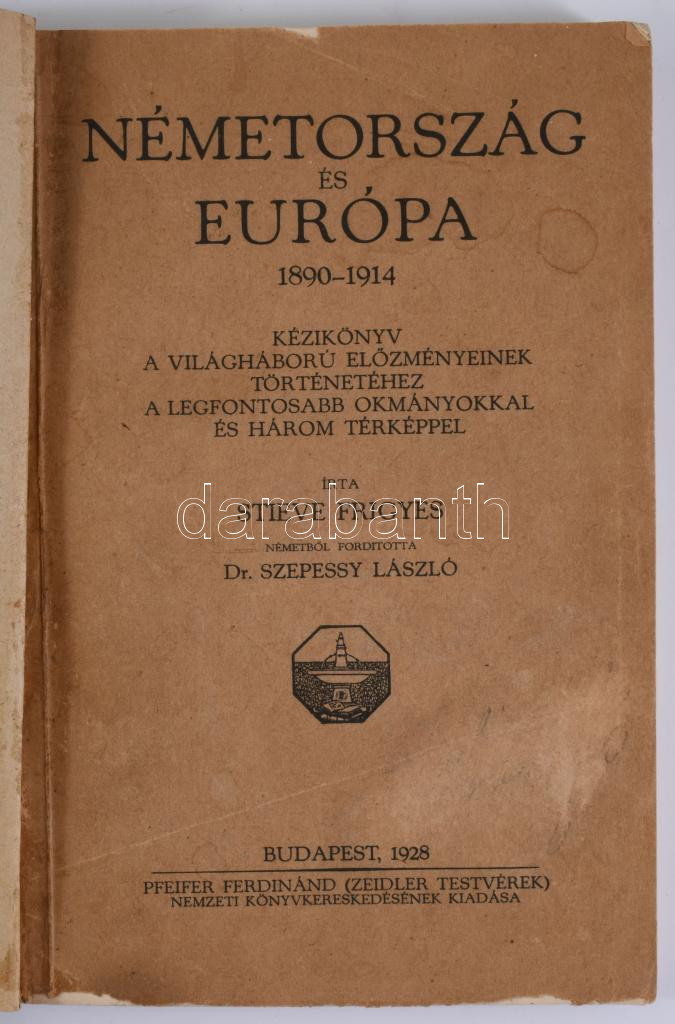 NÉMETORSZÁG
ÉS
EURÓPA
1890–1914
KÉZIKÖNYV
A VILÁGHÁBORÚ ELŐZMÉNYEINEK
TÖRTÉNETÉHEZ
A LEGFONTOSABB OKMÁNYOKKAL
ÉS HÁROM TÉRKÉPPEL
ÍRTA
STIEVE FRIGYES
darabanth
NÉMETBŐL FORDITOTTA
Dr. SZEPESSY LÁSZLÓ
BUDAPEST, 1928
PFEIFER FERDINÁND (ZEIDLER TESTVÉREK)
NEMZETI KÖNYVKERESKEDÉSÉNEK KIADÁSA